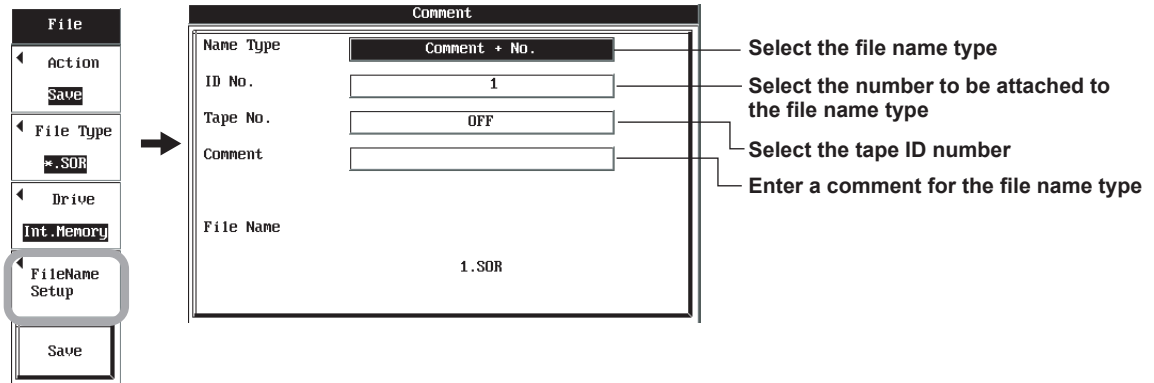 File
Action
Save
File Type
*.SOR
Drive
Int.Memory
FileName
Setup
Save
Comment
Name Type
Comment + No.
ID No.
1
Tape No.
OFF
Comment
File Name
1.SOR
Select the file name type
Select the number to be attached to
the file name type
Select the tape ID number
Enter a comment for the file name type